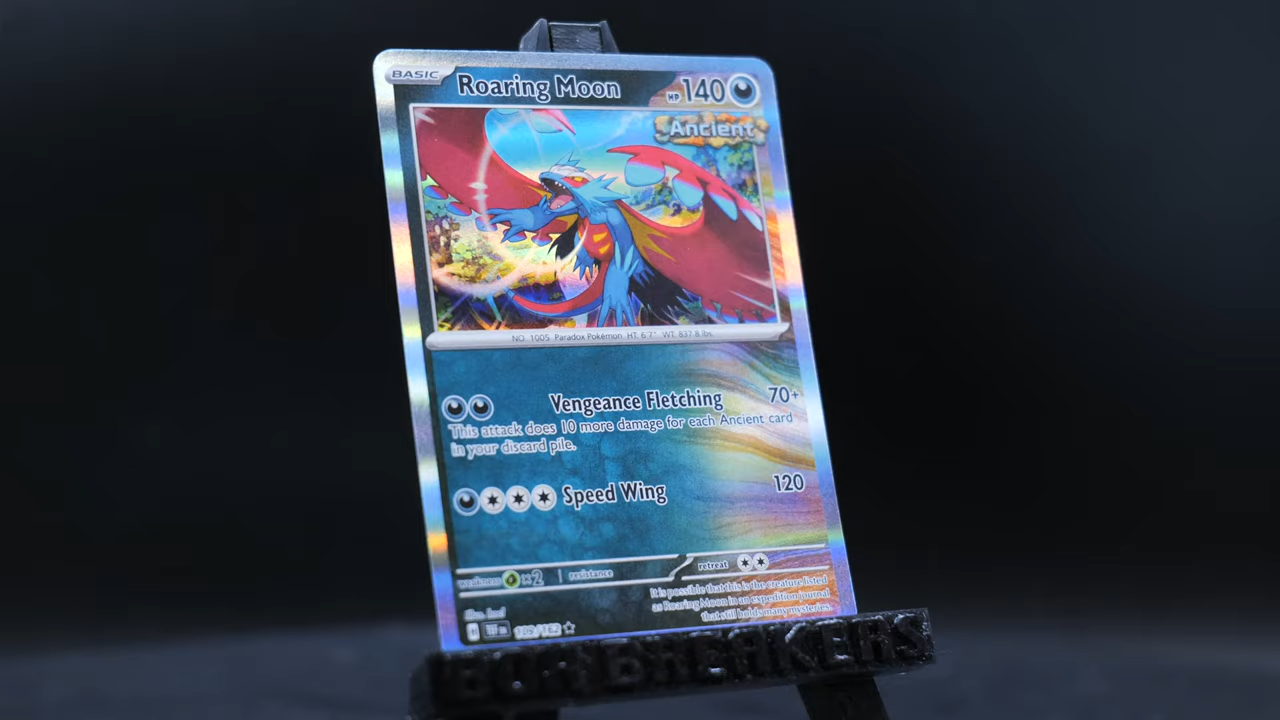 BASIC Roaring Moon HP 140
Ancient
NO. 1005 Paradox Pokémon HT: 6'7" WT: 837.8 lbs.
Vengeance Fletching 70+
This attack does 10 more damage for each Ancient card
in your discard pile.
Speed Wing 120
weakness ×2 resistance retreat
It is possible that this is the creature listed
as Roaring Moon in an expedition journal
that still holds many mysteries.
Illus.
109/162
BREAKERS